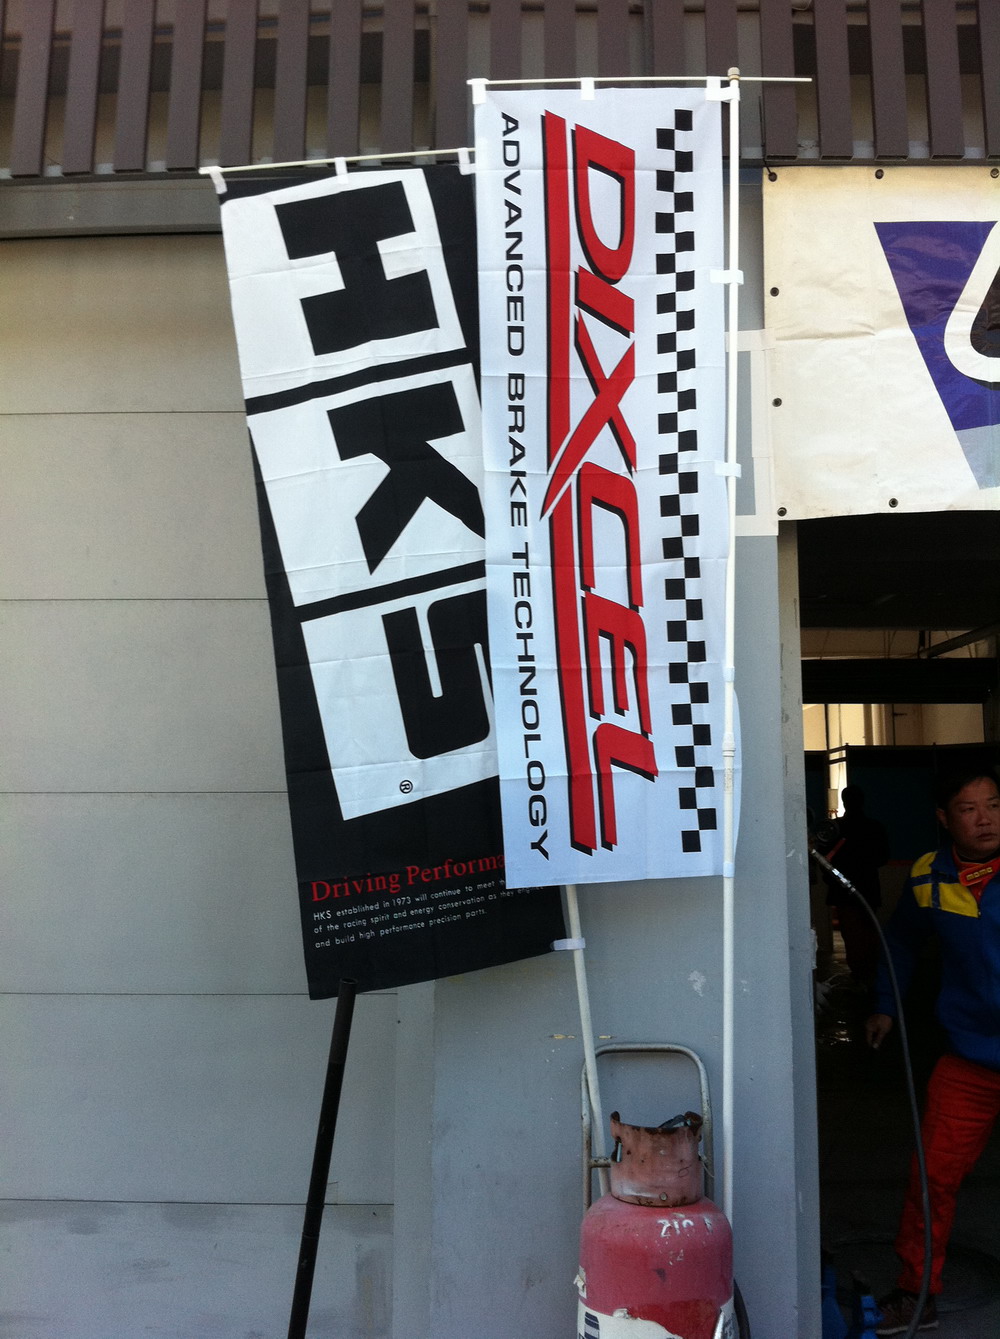 HKS
®
Driving Performa
HKS established in 1973 will continue to meet
of the racing spirit and energy conservation as they
and build high performance precision parts.
DIXCEL
ADVANCED BRAKE TECHNOLOGY
momo